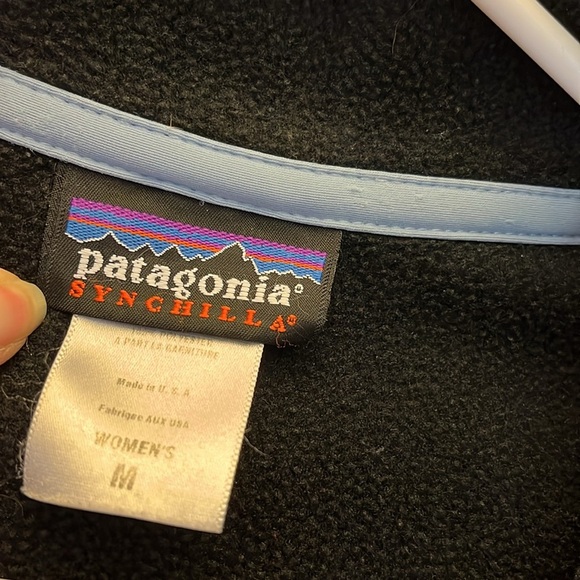 patagonia®
SYNCHILLA®
A PART LA GARNITURE
Made in U. S. A
Fabrique AUX USA
WOMEN'S
M